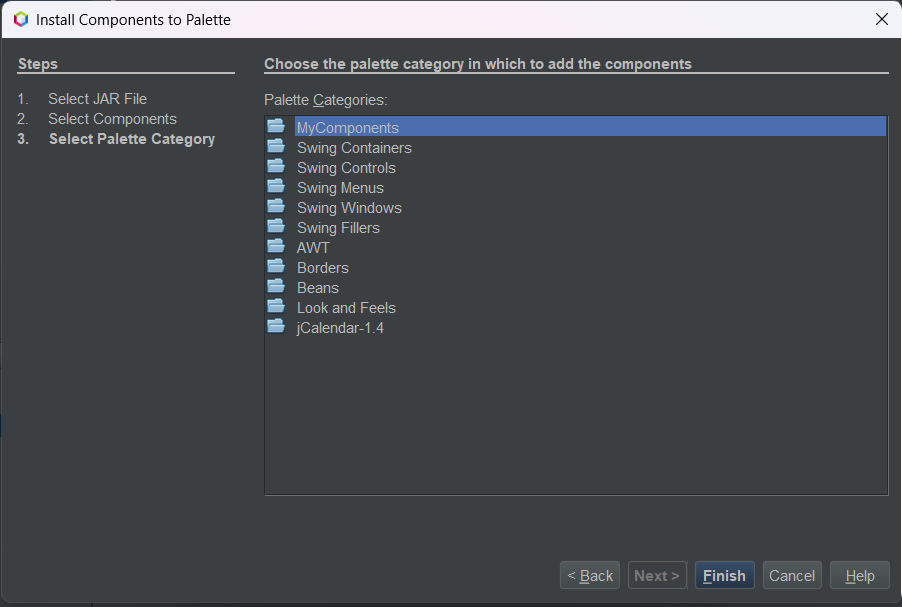 Install Components to Palette
Steps
1. Select JAR File
2. Select Components
3. Select Palette Category
Choose the palette category in which to add the components
Palette Categories:
MyComponents
Swing Containers
Swing Controls
Swing Menus
Swing Windows
Swing Fillers
AWT
Borders
Beans
Look and Feels
jCalendar-1.4
< Back Next > Finish Cancel Help